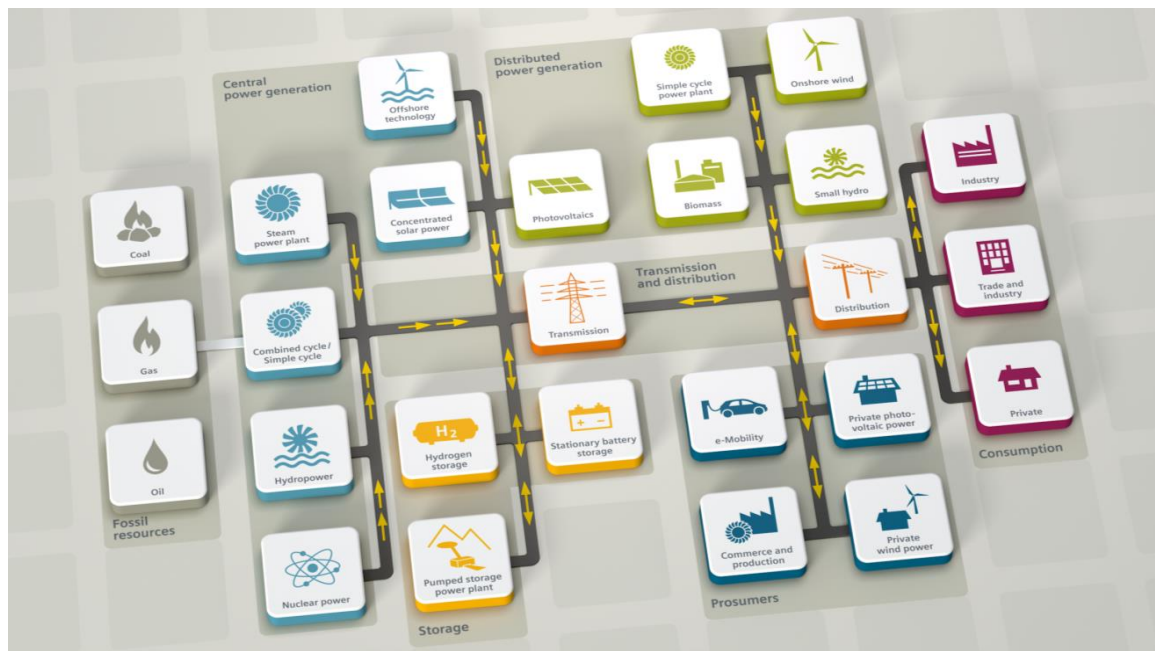 Central
power generation
Offshore
technology
Steam
power plant
Concentrated
solar power
Combined cycle/
Simple cycle
Hydropower
Nuclear power
Coal
Gas
Oil
Fossil
resources
Distributed
power generation
Simple cycle
power plant
Onshore wind
Photovoltaics
Biomass
Small hydro
Transmission
and distribution
Transmission
Distribution
H2
Hydrogen
storage
Stationary battery
storage
Pumped storage
power plant
Storage
e-Mobility
Private photo-
voltaic power
Commerce and
production
Private
wind power
Prosumers
Industry
Trade and
industry
Private
Consumption